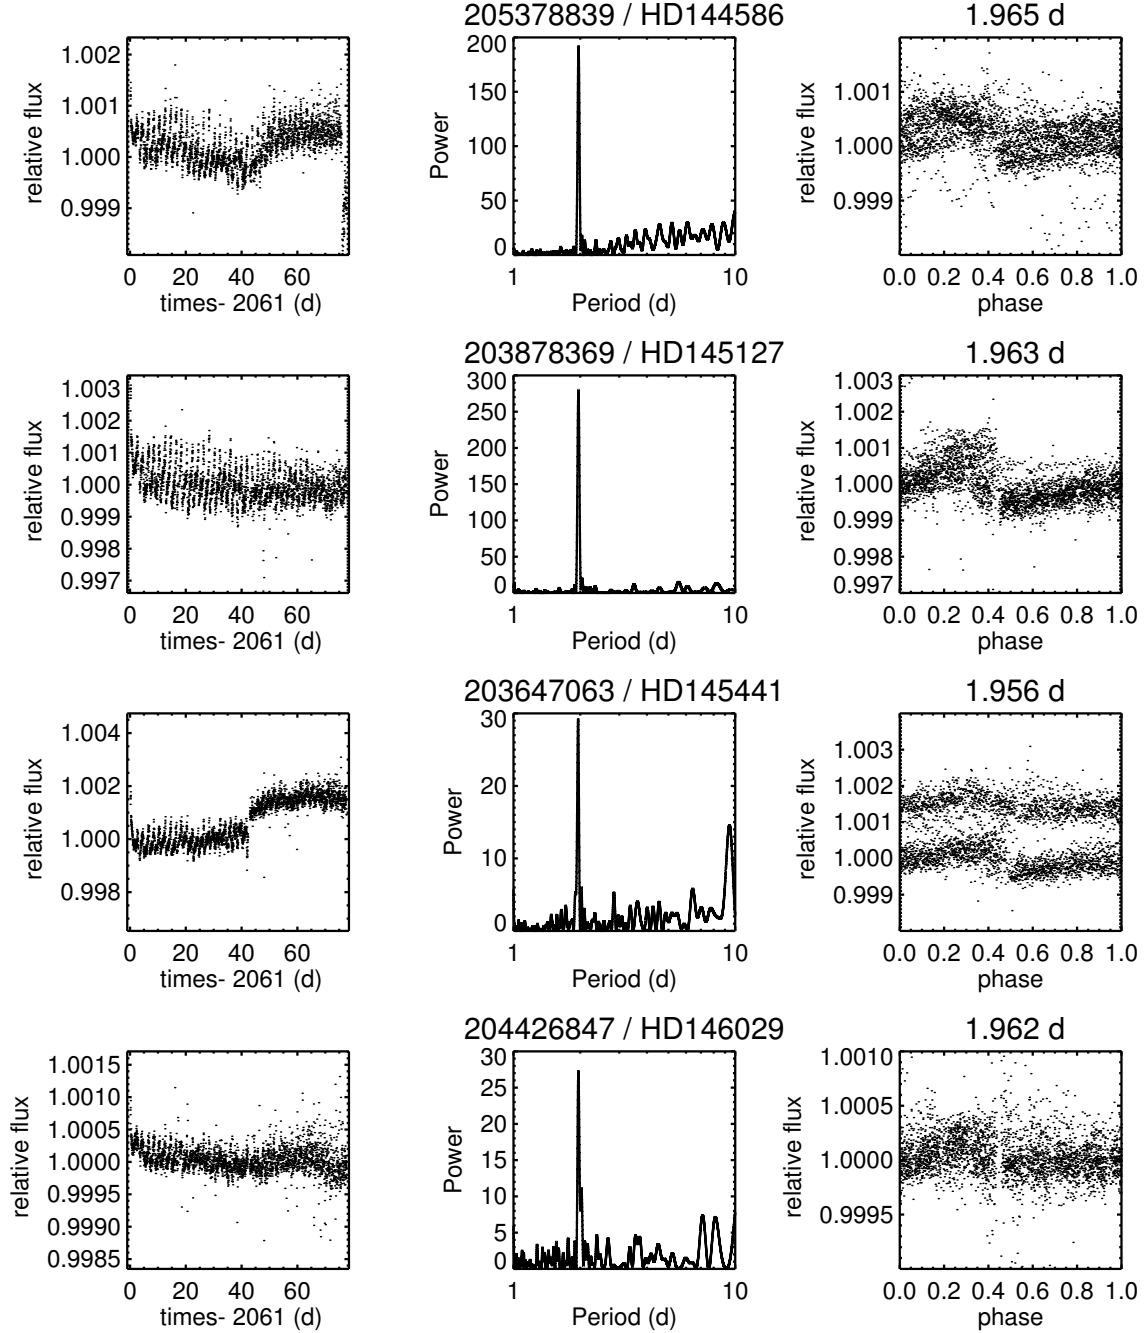 205378839 / HD144586
1.965 d
relative flux
1.002
1.001
1.000
0.999
0 20 40 60
times- 2061 (d)
Power
200
150
100
50
0
1 10
Period (d)
relative flux
1.001
1.000
0.999
0.0 0.2 0.4 0.6 0.8 1.0
phase
203878369 / HD145127
1.963 d
relative flux
1.003
1.002
1.001
1.000
0.999
0.998
0.997
0 20 40 60
times- 2061 (d)
Power
300
250
200
150
100
50
0
1 10
Period (d)
relative flux
1.003
1.002
1.001
1.000
0.999
0.998
0.997
0.0 0.2 0.4 0.6 0.8 1.0
phase
203647063 / HD145441
1.956 d
relative flux
1.004
1.002
1.000
0.998
0 20 40 60
times- 2061 (d)
Power
30
20
10
0
1 10
Period (d)
relative flux
1.003
1.002
1.001
1.000
0.999
0.0 0.2 0.4 0.6 0.8 1.0
phase
204426847 / HD146029
1.962 d
relative flux
1.0015
1.0010
1.0005
1.0000
0.9995
0.9990
0.9985
0 20 40 60
times- 2061 (d)
Power
30
25
20
15
10
5
0
1 10
Period (d)
relative flux
1.0010
1.0005
1.0000
0.9995
0.0 0.2 0.4 0.6 0.8 1.0
phase